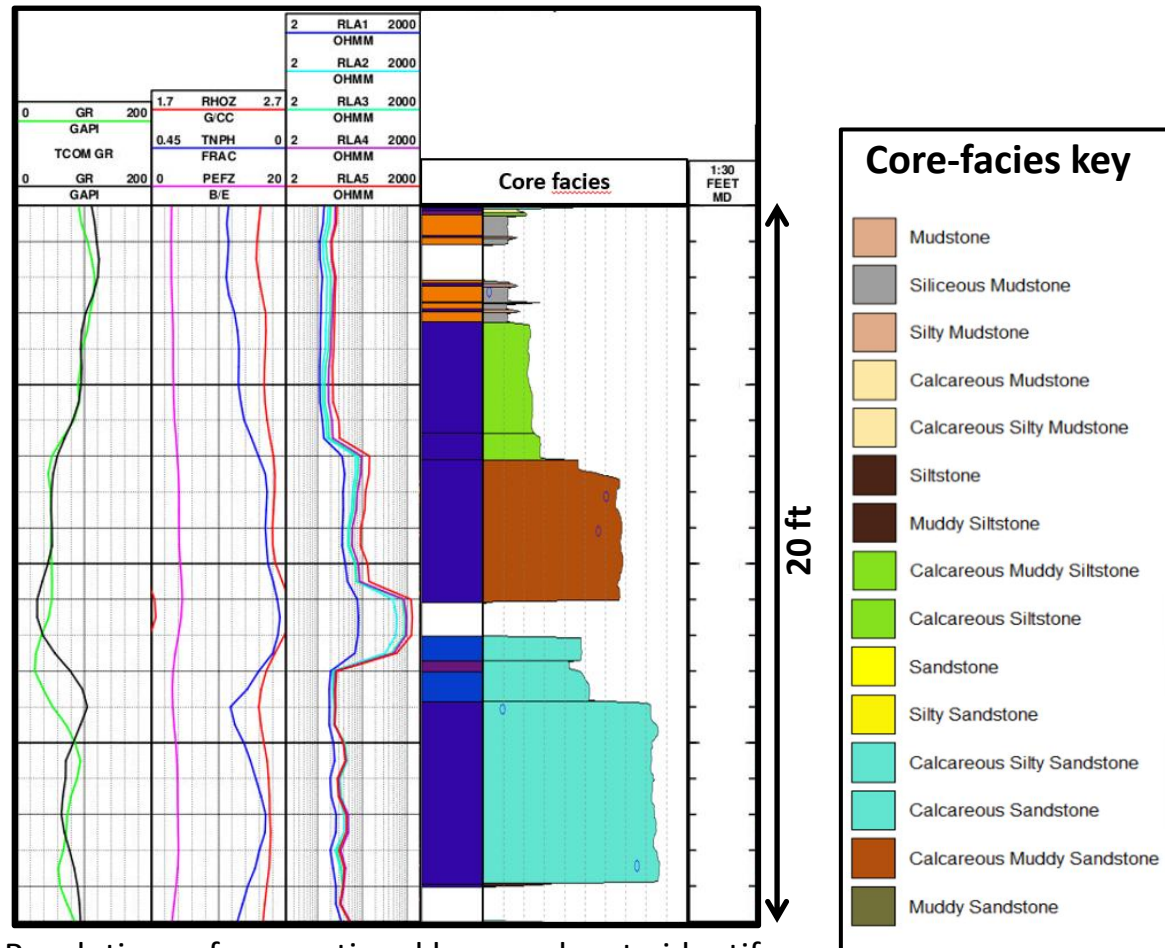 2 RLA1 2000
OHMM
2 RLA2 2000
OHMM
1.7 RHOZ 2.7
G/CC
2 RLA3 2000
OHMM
0 GR 200
GAPI
0.45 TNPH 0
FRAC
2 RLA4 2000
OHMM
TCOM GR
0 GR 200
GAPI
0 PEFZ 20
B/E
2 RLA5 2000
OHMM
Core facies
1:30
FEET
MD
20 ft
Core-facies key
Mudstone
Siliceous Mudstone
Silty Mudstone
Calcareous Mudstone
Calcareous Silty Mudstone
Siltstone
Muddy Siltstone
Calcareous Muddy Siltstone
Calcareous Siltstone
Sandstone
Silty Sandstone
Calcareous Silty Sandstone
Calcareous Sandstone
Calcareous Muddy Sandstone
Muddy Sandstone